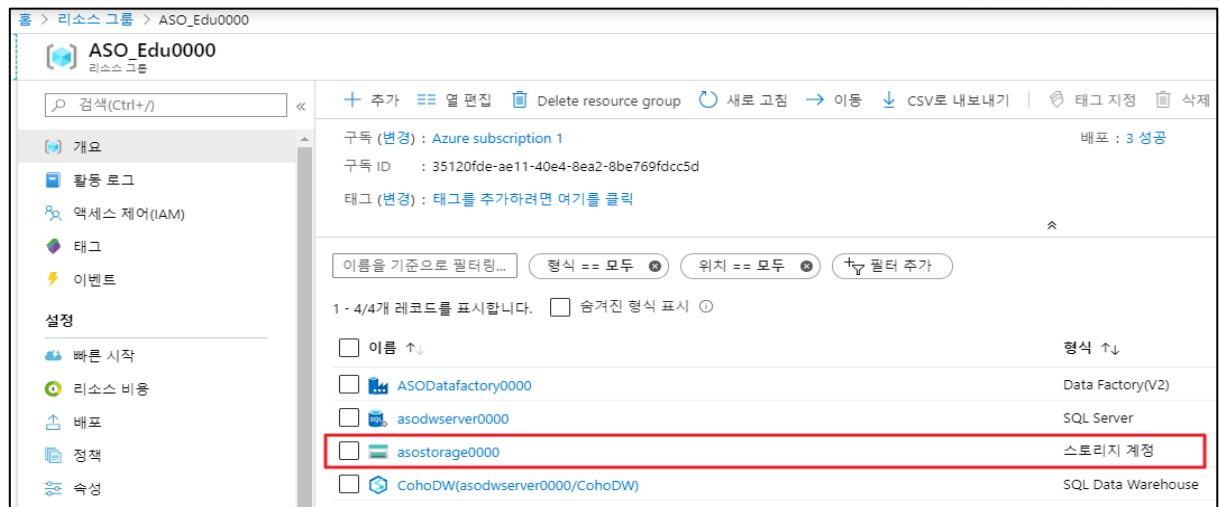 홈 > 리소스 그룹 > ASO_Edu0000
ASO_Edu0000
리소스 그룹
검색(Ctrl+/)
«
개요
활동 로그
액세스 제어(IAM)
태그
이벤트
설정
빠른 시작
리소스 비용
배포
정책
속성
+ 추가 열 편집 Delete resource group 새로 고침 이동 CSV로 내보내기 태그 지정 삭제
구독 (변경) : Azure subscription 1 배포 : 3 성공
구독 ID : 35120fde-ae11-40e4-8ea2-8be769fdcc5d
태그 (변경) : 태그를 추가하려면 여기를 클릭
이름을 기준으로 필터링... 형식 == 모두 위치 == 모두 필터 추가
1 - 4/4개 레코드를 표시합니다. 숨겨진 형식 표시
이름 ↑↓ 형식 ↑↓
ASODatafactory0000 Data Factory(V2)
asodwserver0000 SQL Server
asostorage0000 스토리지 계정
CohoDW(asodwserver0000/CohoDW) SQL Data Warehouse